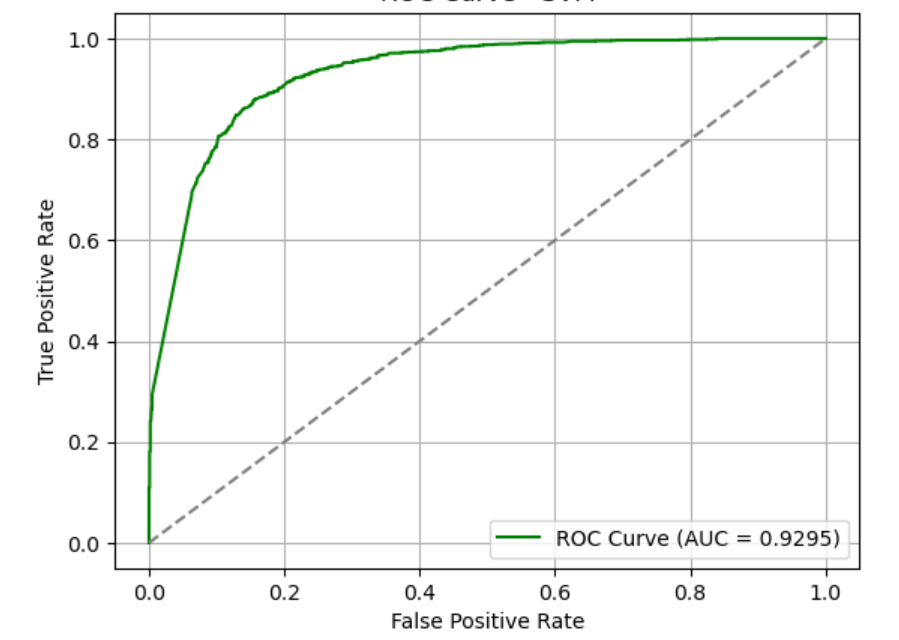 1.0
0.8
0.6
0.4
0.2
0.0
True Positive Rate
ROC Curve (AUC = 0.9295)
0.0 0.2 0.4 0.6 0.8 1.0
False Positive Rate